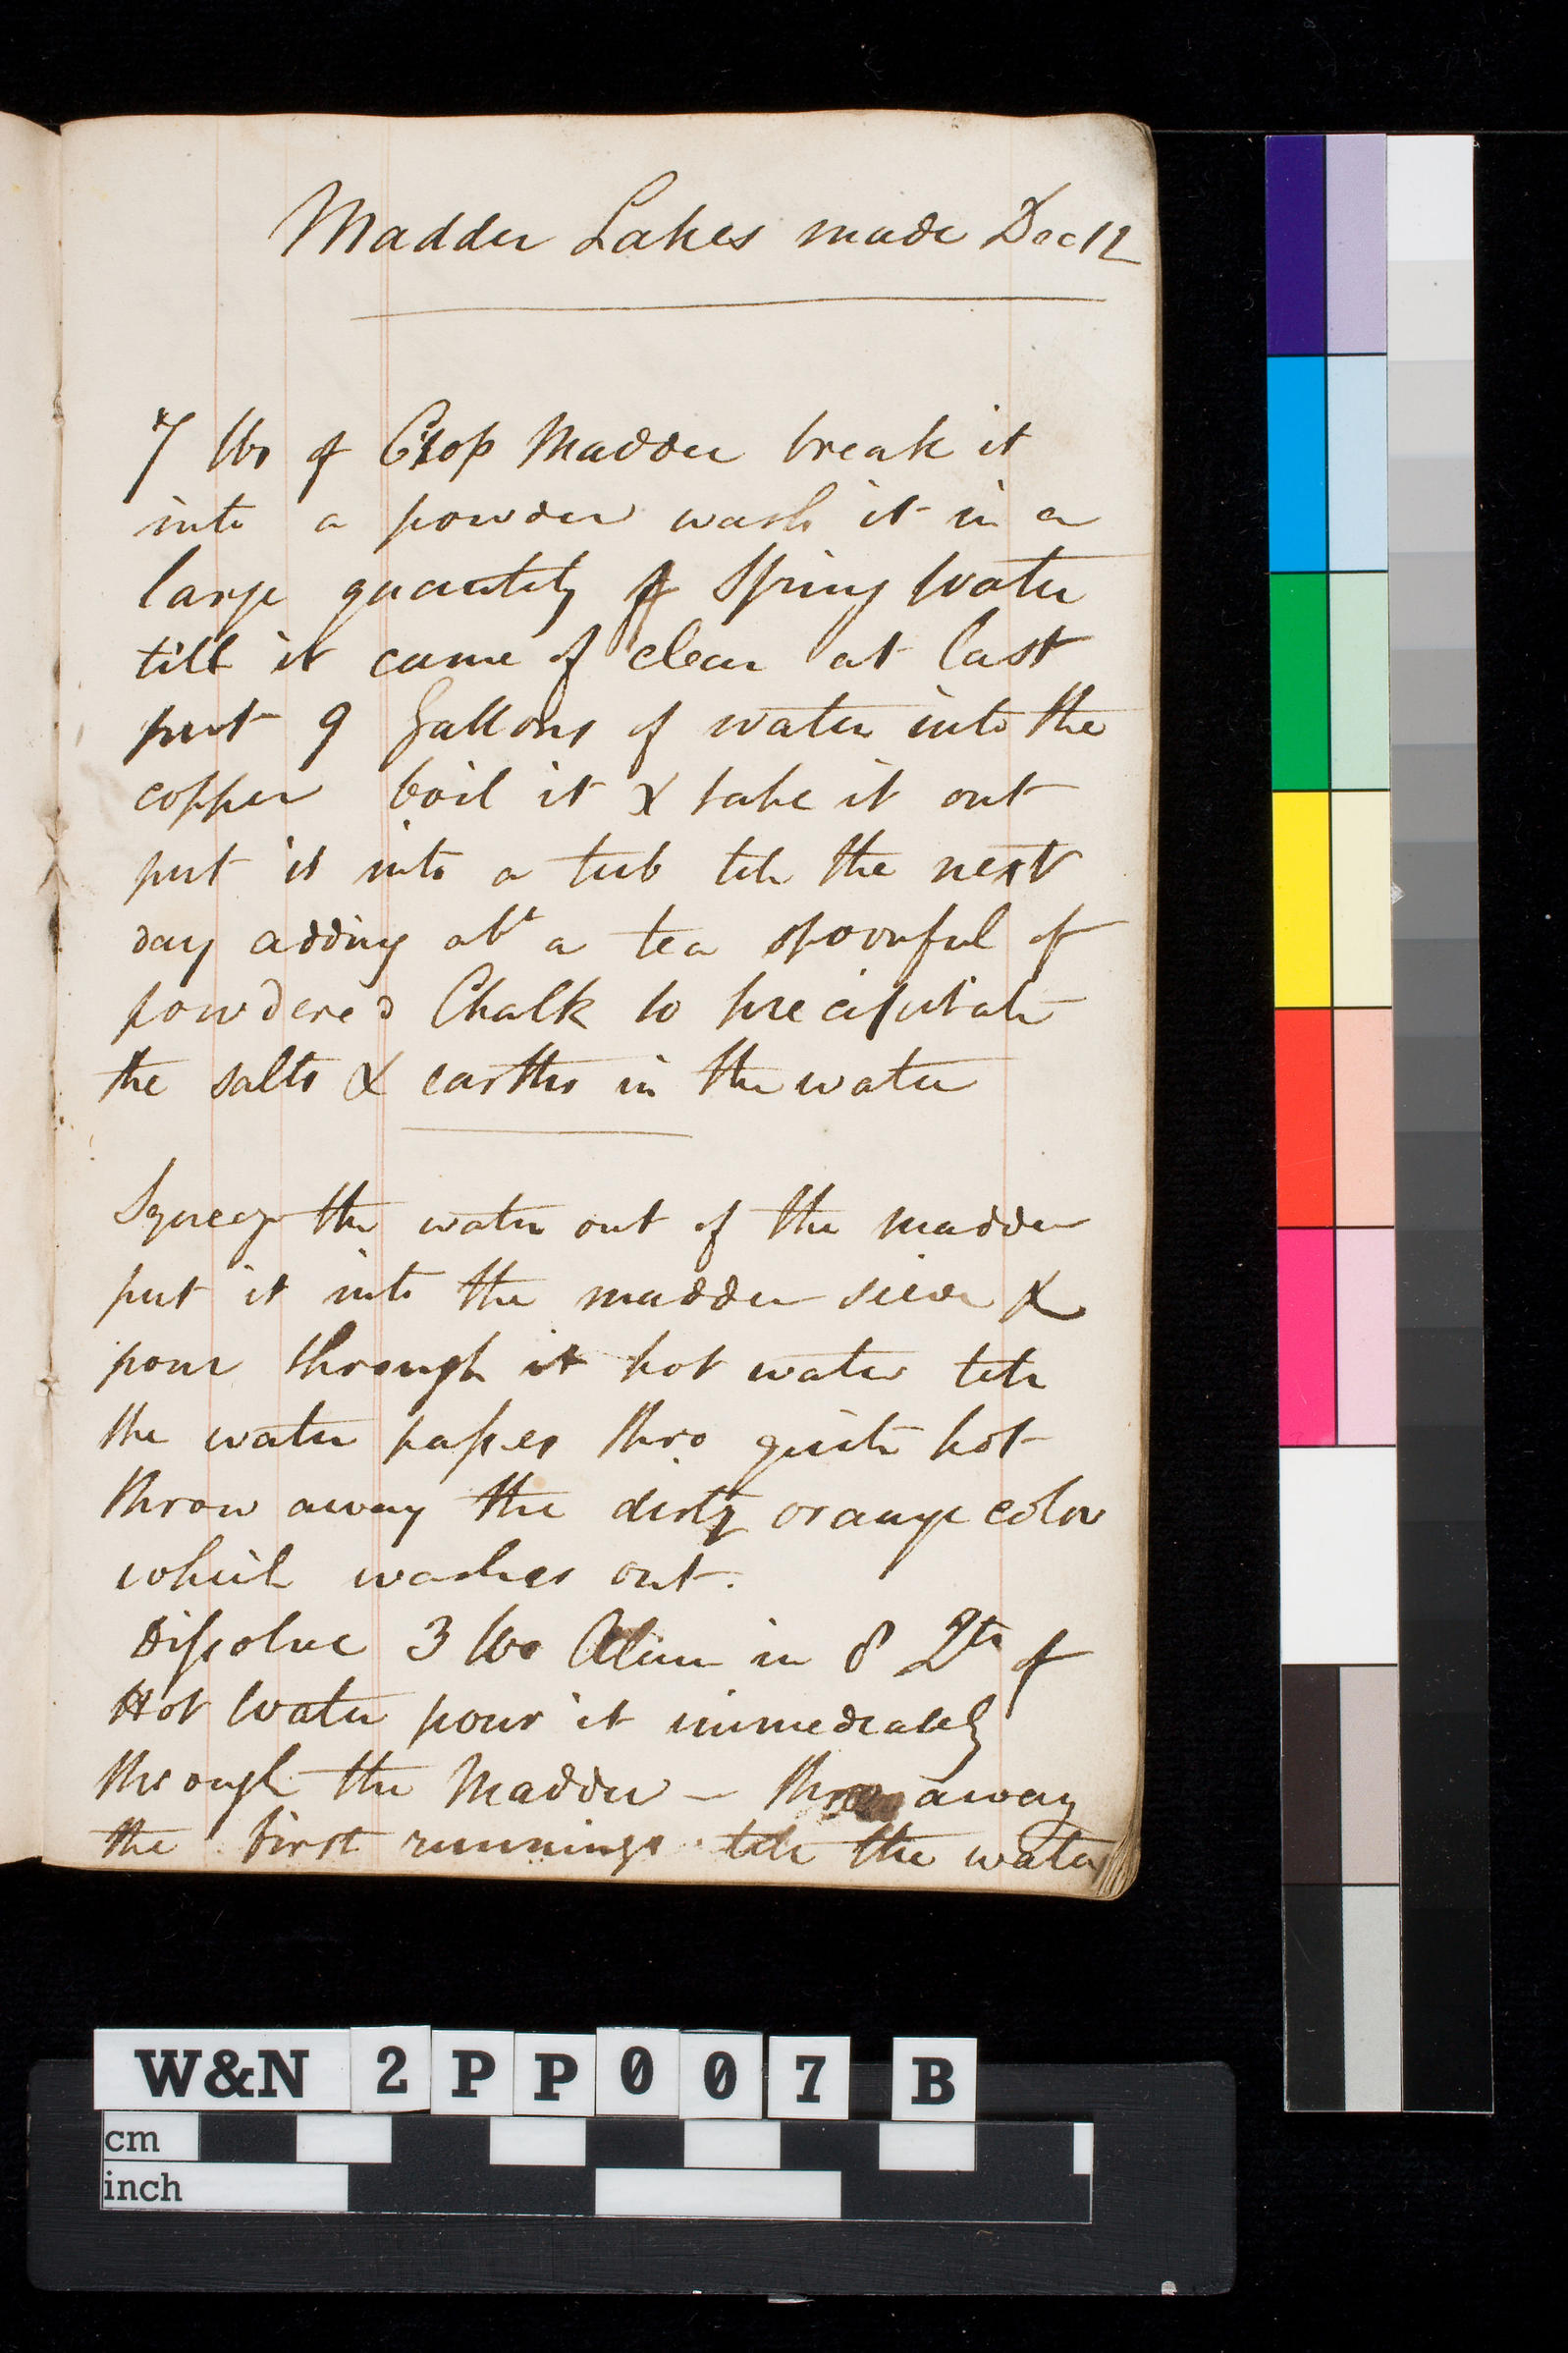 Madder Lakes made Dec 12
7 lbs of Crop Madder break it
into a powder wash it in a
large quantity of Spring Water
till it came of clear at last
put 9 Gallons of water into the
copper boil it & take it out
put it into a tub till the next
day adding abt a tea spoonful of
powdered Chalk to precipitate
the salts & earths in the water
Squeeze the water out of the madder
put it into the madder sieve &
pour through it hot water till
the water passes thro quite hot
throw away the dirty orange color
which washes out.
Dissolve 3 lbs Alum in 8 Qts of
Hot Water pour it immediately
through the Madder — throw away
the first runnings till the water
W&N 2PP007 B
cm
inch